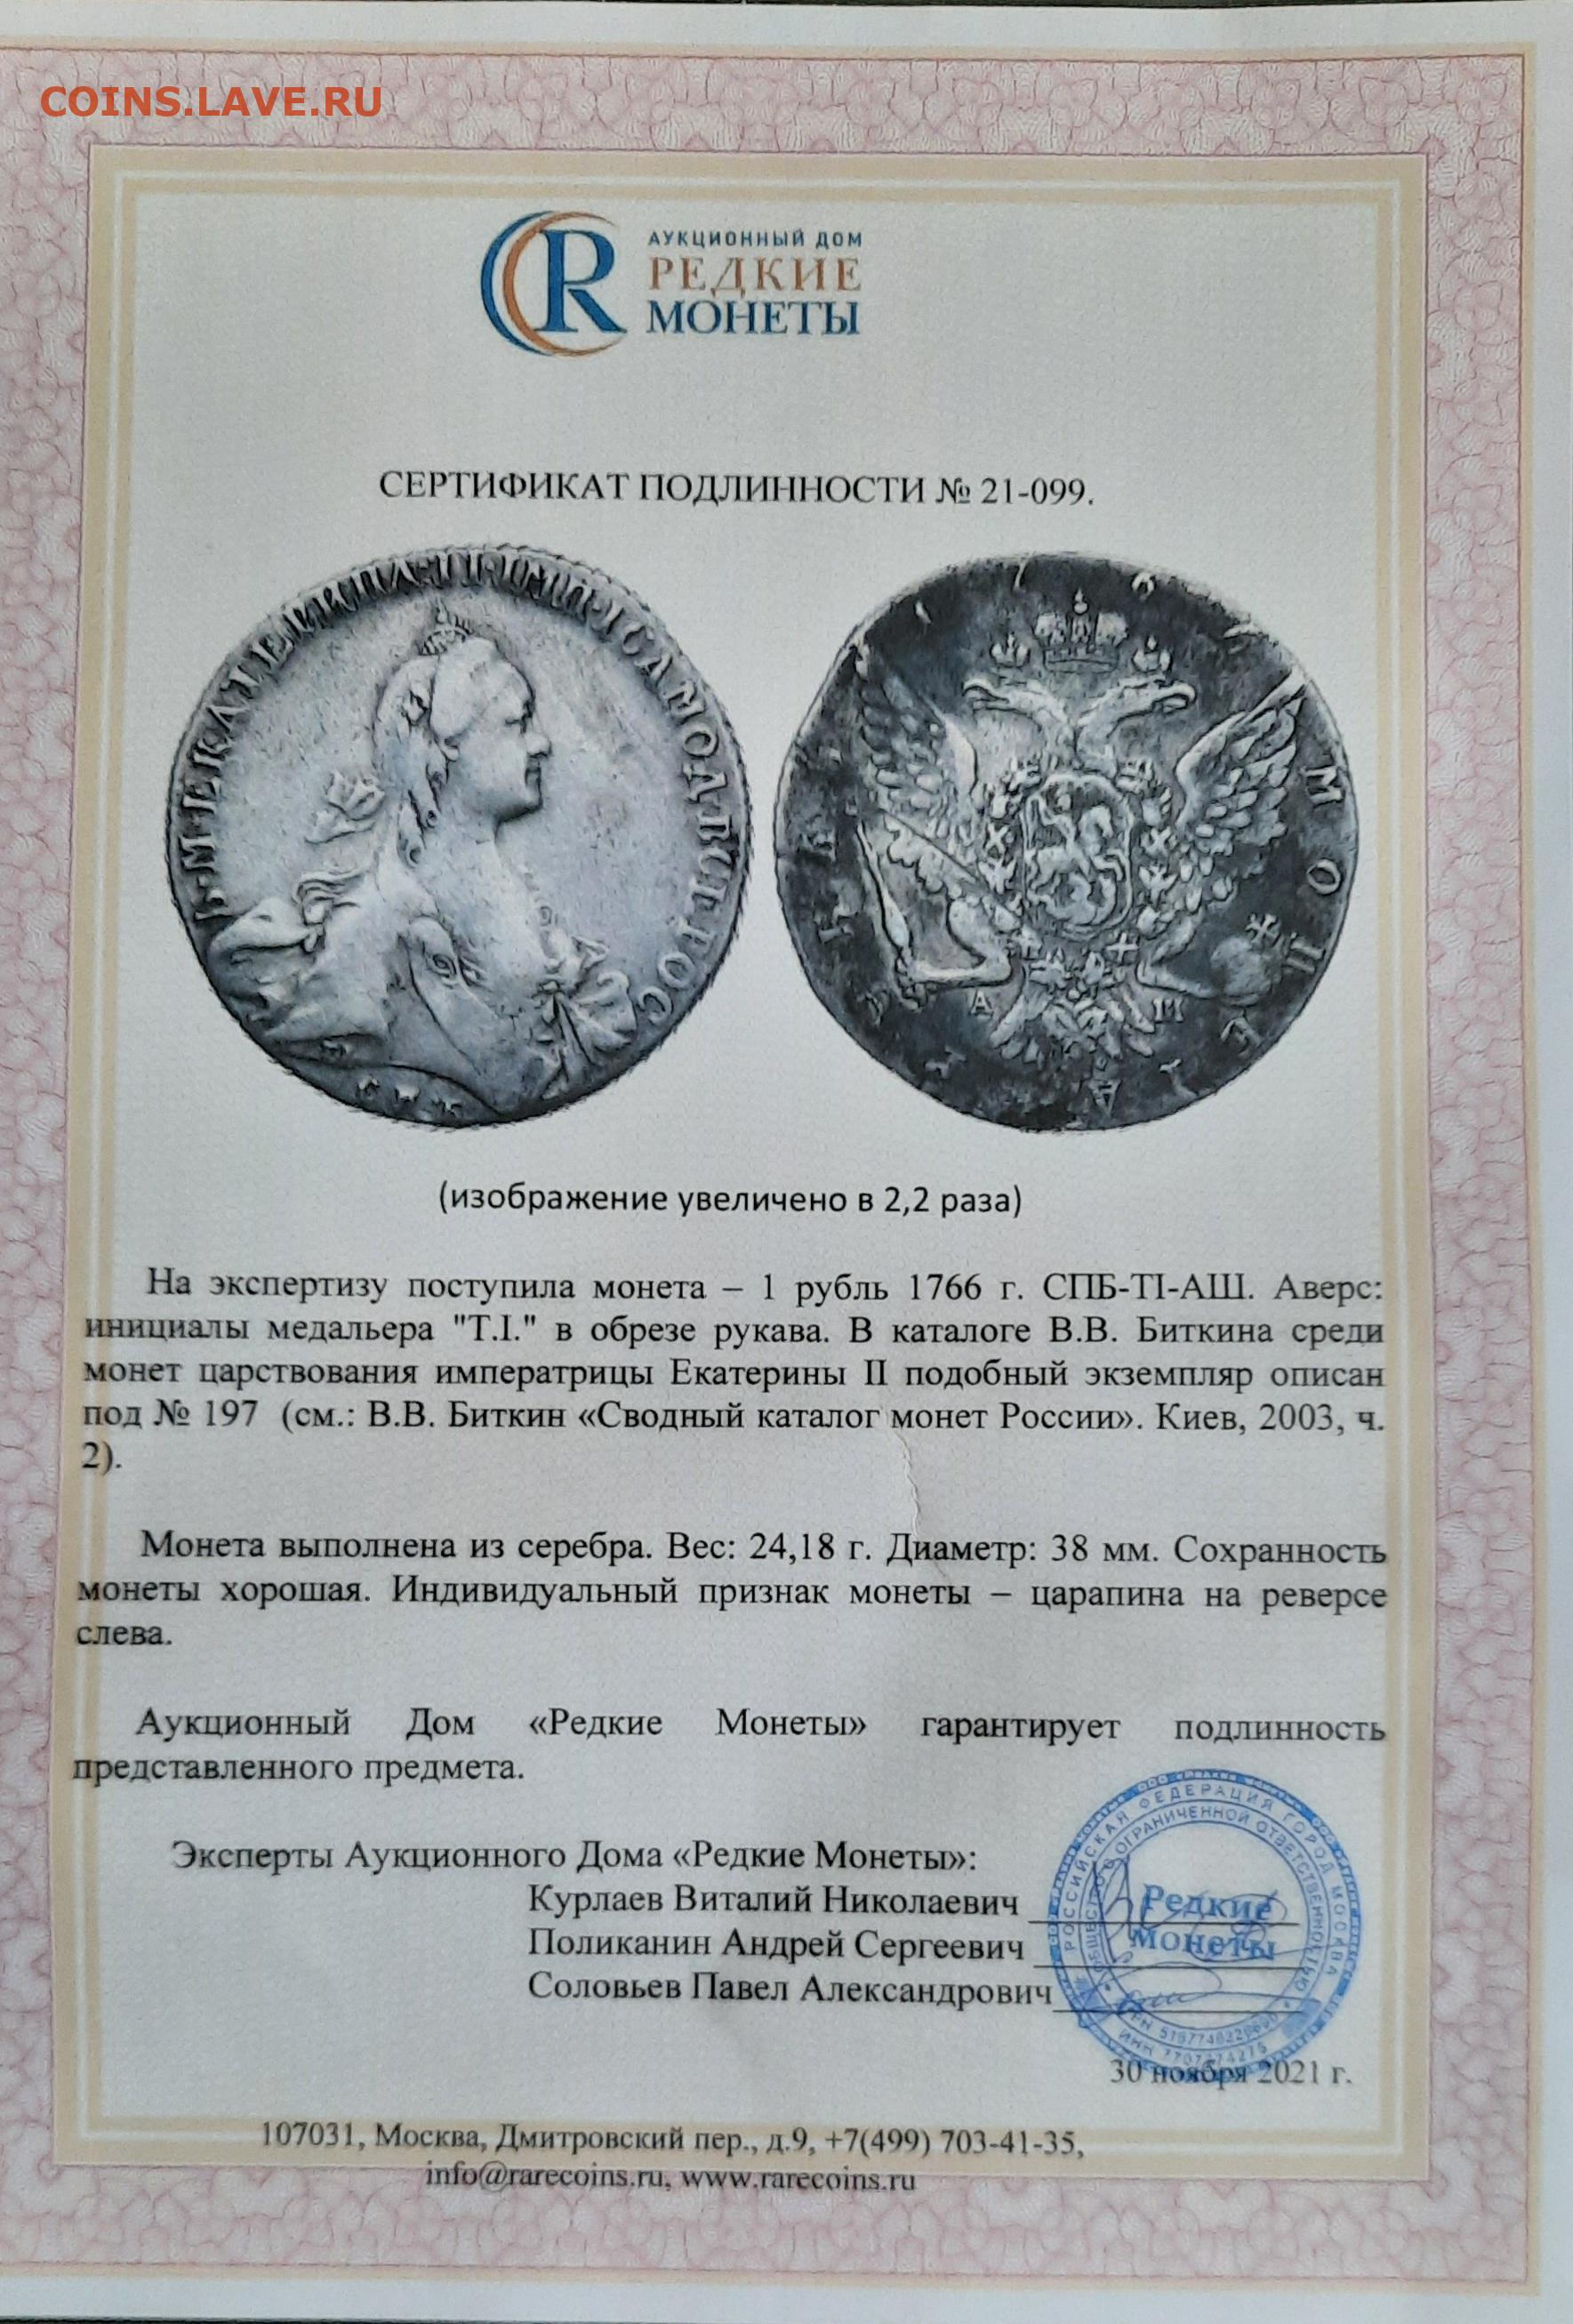 COINS.LAVE.RU
АУКЦИОННЫЙ ДОМ
РЕДКИЕ
МОНЕТЫ
СЕРТИФИКАТ ПОДЛИННОСТИ № 21-099.
(изображение увеличено в 2,2 раза)
На экспертизу поступила монета – 1 рубль 1766 г. СПБ-TI-АШ. Аверс:
инициалы медальера "T.I." в обрезе рукава. В каталоге В.В. Биткина среди
монет царствования императрицы Екатерины II подобный экземпляр описан
под № 197 (см.: В.В. Биткин «Сводный каталог монет России». Киев, 2003, ч.
2).
Монета выполнена из серебра. Вес: 24,18 г. Диаметр: 38 мм. Сохранность
монеты хорошая. Индивидуальный признак монеты – царапина на реверсе
слева.
Аукционный Дом «Редкие Монеты» гарантирует подлинность
представленного предмета.
Эксперты Аукционного Дома «Редкие Монеты»:
Курлаев Виталий Николаевич
Поликанин Андрей Сергеевич
Соловьев Павел Александрович
РОССИЙСКАЯ ФЕДЕРАЦИЯ ГОРОД МОСКВА
ОГРАНИЧЕННОЙ ОТВЕТСТВЕННОСТЬЮ
Редкие
монеты
30 ноября 2021 г.
107031, Москва, Дмитровский пер., д.9, +7(499) 703-41-35,
info@rarecoins.ru, www.rarecoins.ru